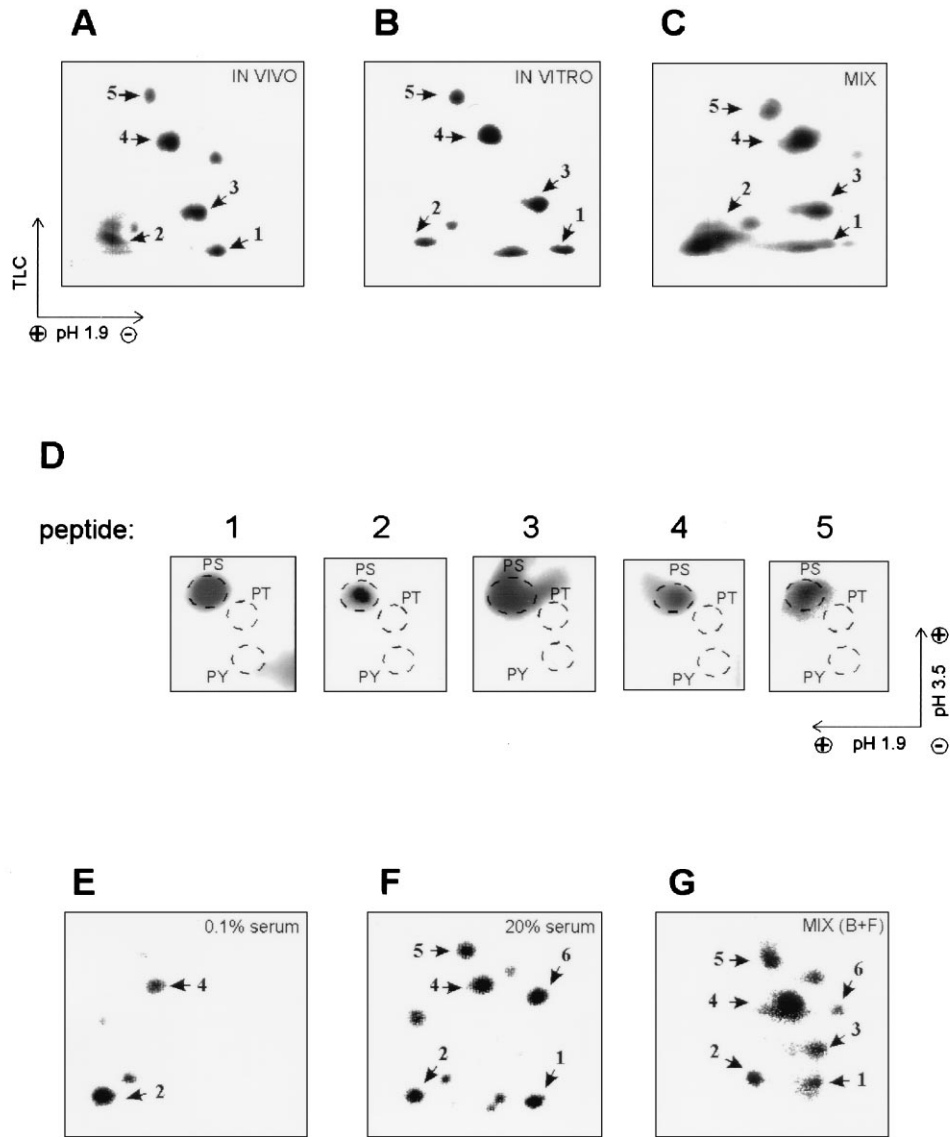 A
B
C
IN VIVO
IN VITRO
MIX
5
4
3
2
1
5
4
3
2
1
5
4
2
3
1
TLC
⊕ pH 1.9 ⊖
D
peptide: 1 2 3 4 5
PS
PT
PY
PS
PT
PY
PS
PT
PY
PS
PT
PY
PS
PT
PY
⊕
pH 3.5
⊕ pH 1.9 ⊖
E
F
G
0.1% serum
20% serum
MIX (B+F)
4
2
5
6
4
2
1
5
6
4
3
2
1